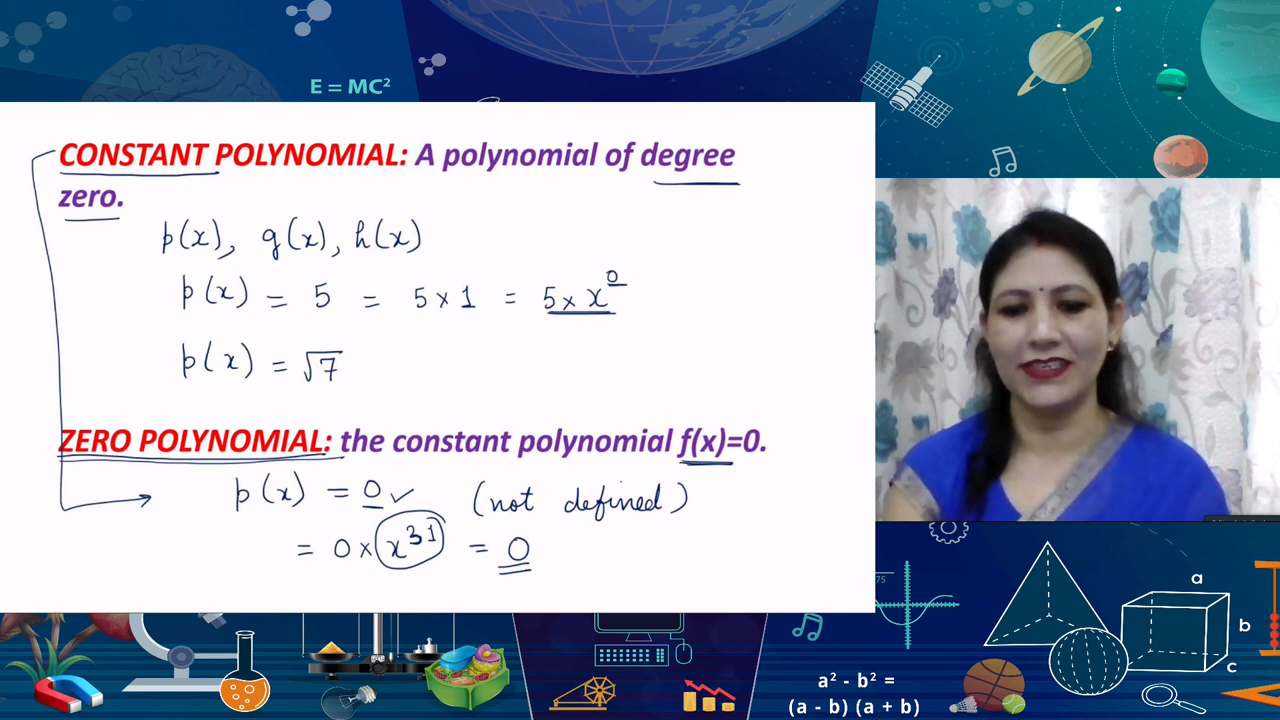 E = MC²
CONSTANT POLYNOMIAL: A polynomial of degree
zero.
p(x), g(x), h(x)
p(x) = 5 = 5 × 1 = 5 × x⁰
p(x) = √7
ZERO POLYNOMIAL: the constant polynomial f(x)=0.
p(x) = 0 ✓ (not defined)
= 0 × x³¹ = 0
75
a
b
c
a² - b² =
(a - b) (a + b)